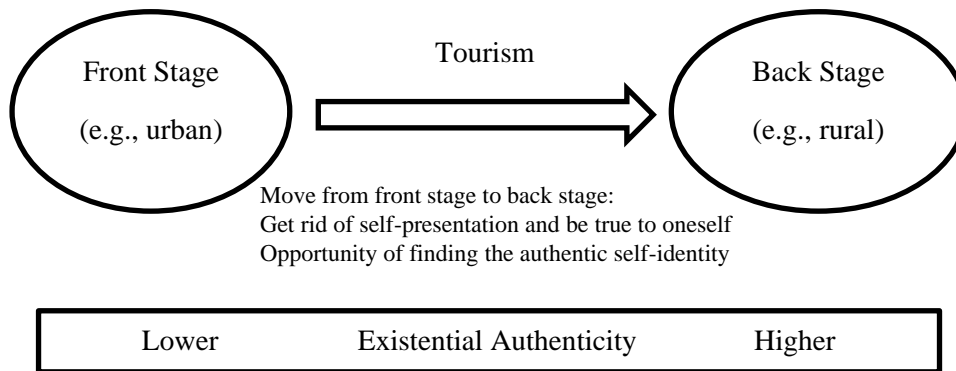 Front Stage
(e.g., urban)
Tourism
Back Stage
(e.g., rural)
Move from front stage to back stage:
Get rid of self-presentation and be true to oneself
Opportunity of finding the authentic self-identity
Lower Existential Authenticity Higher